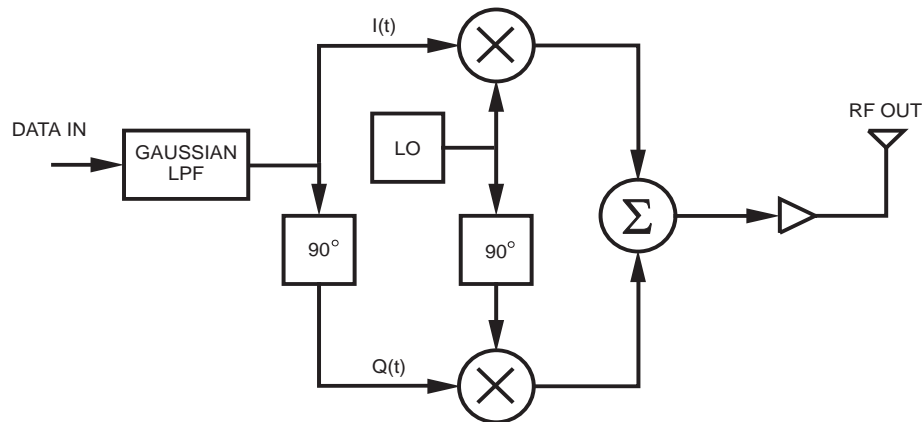 I(t)
DATA IN
GAUSSIAN
LPF
LO
RF OUT
90°
90°
Σ
Q(t)